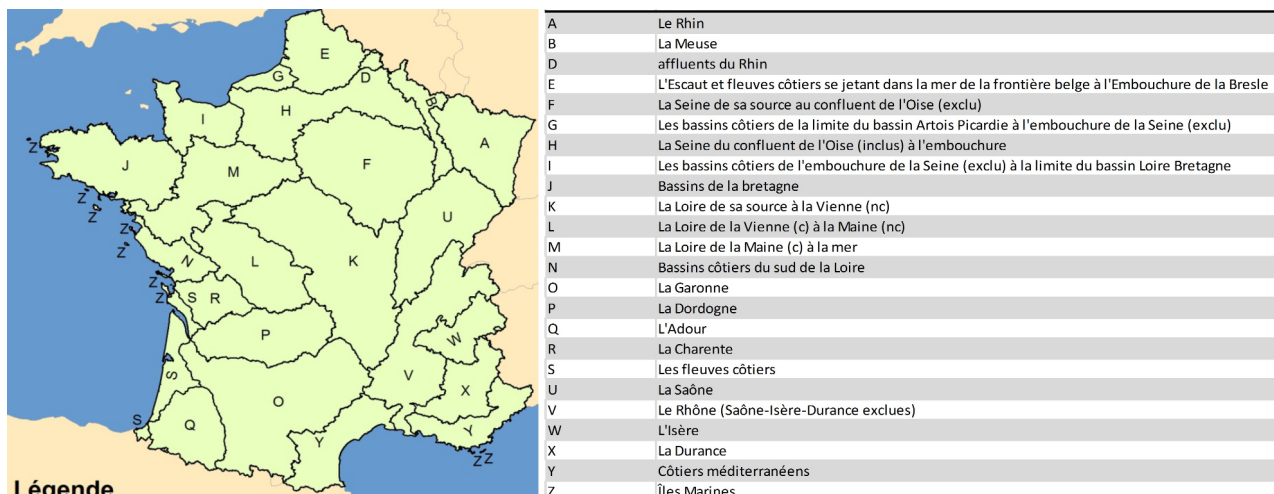 E
G
D
B
H
I
A
Z
J
M
F
Z
Z
U
Z
Z
N
L
K
Z
Z
S
R
P
W
S
V
X
O
S
Q
Y
Y
ZZ
Légende
A Le Rhin
B La Meuse
D affluents du Rhin
E L'Escaut et fleuves côtiers se jetant dans la mer de la frontière belge à l'Embouchure de la Bresle
F La Seine de sa source au confluent de l'Oise (exclu)
G Les bassins côtiers de la limite du bassin Artois Picardie à l'embouchure de la Seine (exclu)
H La Seine du confluent de l'Oise (inclus) à l'embouchure
I Les bassins côtiers de l'embouchure de la Seine (exclu) à la limite du bassin Loire Bretagne
J Bassins de la bretagne
K La Loire de sa source à la Vienne (nc)
L La Loire de la Vienne (c) à la Maine (nc)
M La Loire de la Maine (c) à la mer
N Bassins côtiers du sud de la Loire
O La Garonne
P La Dordogne
Q L'Adour
R La Charente
S Les fleuves côtiers
U La Saône
V Le Rhône (Saône-Isère-Durance exclues)
W L'Isère
X La Durance
Y Côtiers méditerranéens
Z Îles Marines